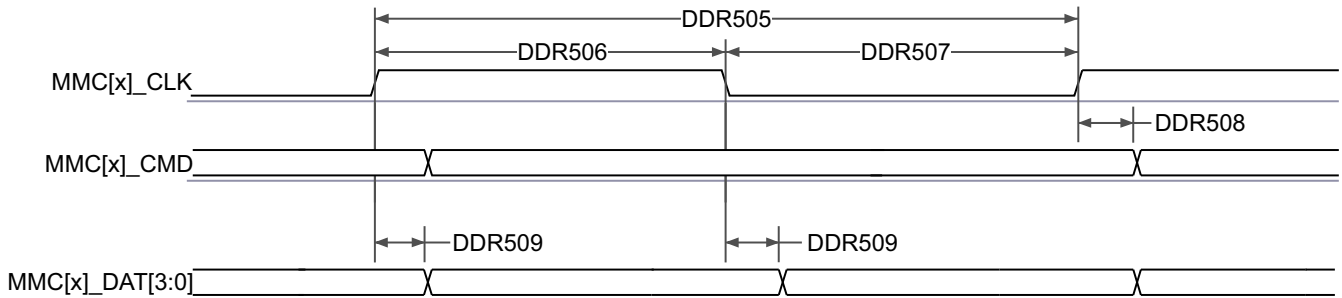 DDR505
DDR506 DDR507
MMC[x]_CLK
DDR508
MMC[x]_CMD
DDR509 DDR509
MMC[x]_DAT[3:0]